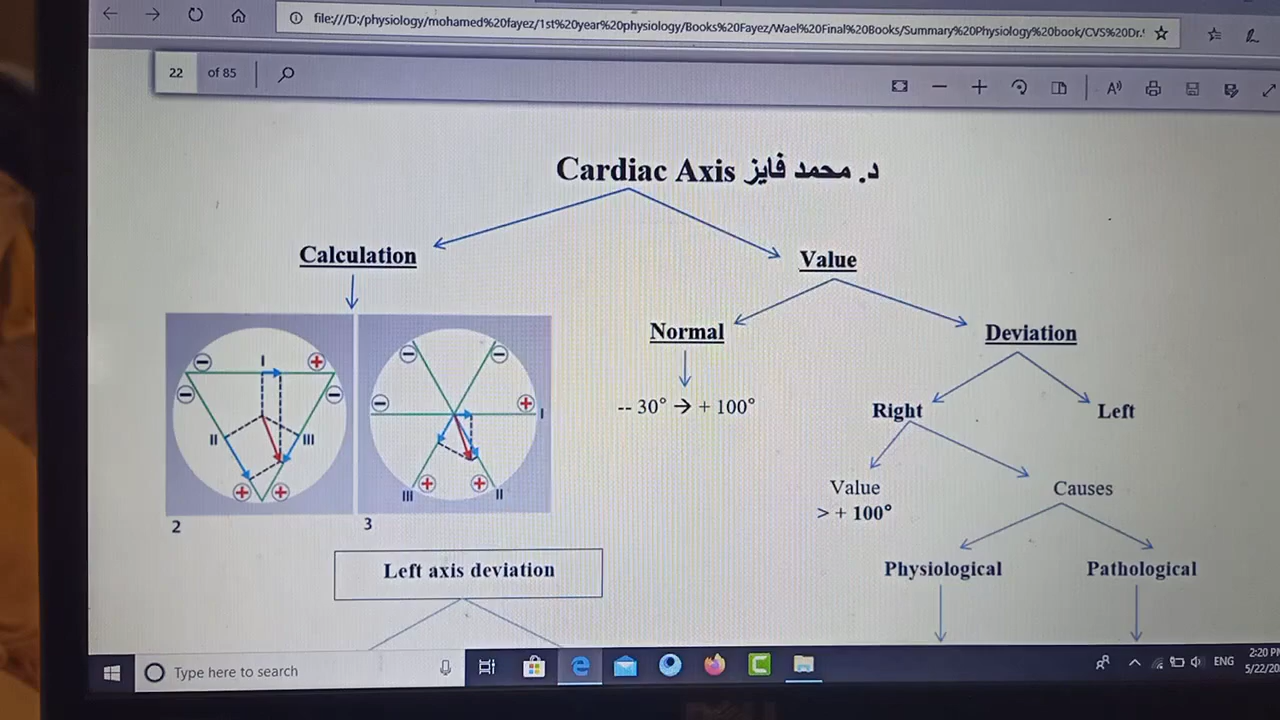 file:///D:/physiology/mohamed%20fayez/1st%20year%20physiology/Books%20Fayez/Wael%20Final%20Books/Summary%20Physiology%20book/CVS%20Dr.
22 of 85
Cardiac Axis د. محمد فايز
Calculation
Value
Normal
Deviation
-- 30° → + 100°
Right
Left
Value
> + 100°
Causes
Physiological
Pathological
I
II
III
2
I
III
II
3
Left axis deviation
Type here to search
ENG
2:20 PM
5/22/20